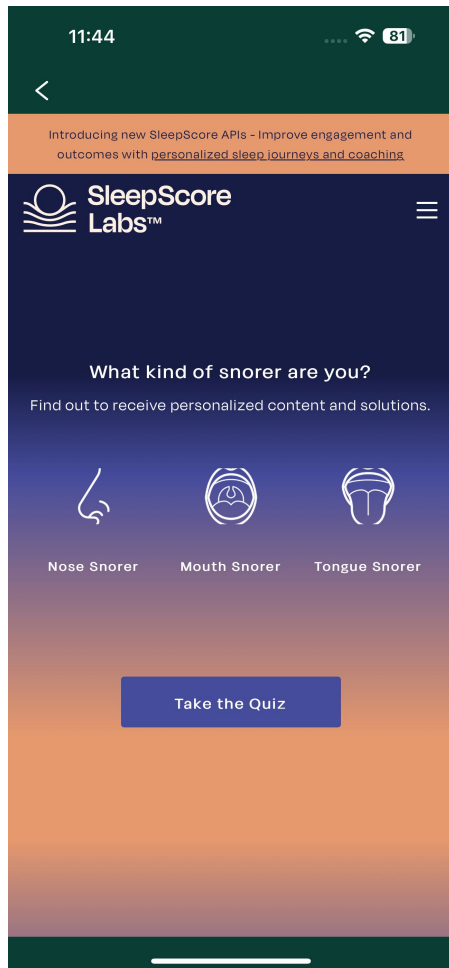 11:44
81
Introducing new SleepScore APIs - Improve engagement and
outcomes with personalized sleep journeys and coaching
SleepScore
Labs™
What kind of snorer are you?
Find out to receive personalized content and solutions.
Nose Snorer Mouth Snorer Tongue Snorer
Take the Quiz